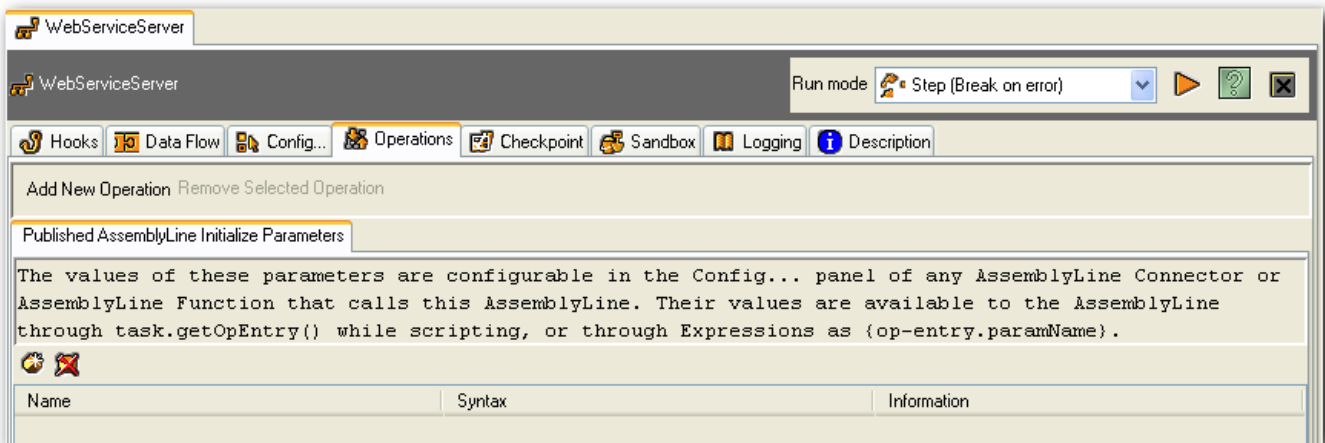 WebServiceServer
WebServiceServer Run mode Step (Break on error)
Hooks Data Flow Config... Operations Checkpoint Sandbox Logging Description
Add New Operation Remove Selected Operation
Published AssemblyLine Initialize Parameters
The values of these parameters are configurable in the Config... panel of any AssemblyLine Connector or
AssemblyLine Function that calls this AssemblyLine. Their values are available to the AssemblyLine
through task.getOpEntry() while scripting, or through Expressions as {op-entry.paramName}.
Name Syntax Information